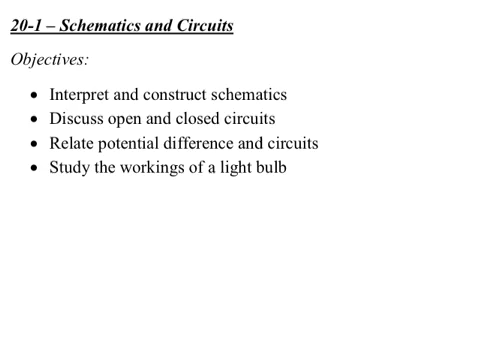 20-1 – Schematics and Circuits
Objectives:
• Interpret and construct schematics
• Discuss open and closed circuits
• Relate potential difference and circuits
• Study the workings of a light bulb